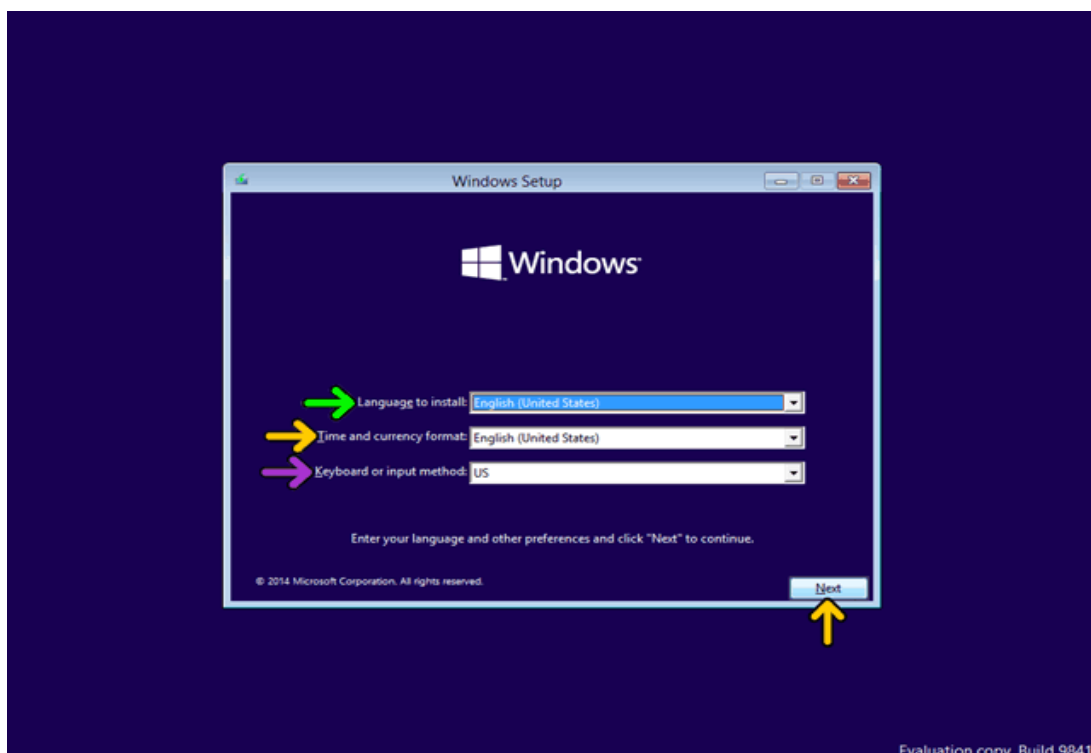 Windows Setup
Windows
Language to install: English (United States)
Time and currency format: English (United States)
Keyboard or input method: US
Enter your language and other preferences and click "Next" to continue.
© 2014 Microsoft Corporation. All rights reserved.
Next
Evaluation copy. Build 9841